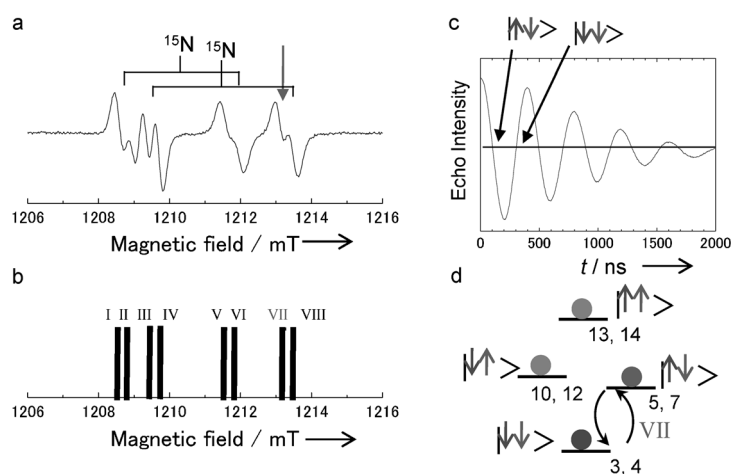 a
15N 15N
1206 1208 1210 1212 1214 1216
Magnetic field / mT
b
I II III IV V VI VII VIII
1206 1208 1210 1212 1214 1216
Magnetic field / mT
c
|↑↓> |↓↓>
Echo Intensity
0 500 1000 1500 2000
t / ns
d
|↑↑>
13, 14
|↓↑> |↑↓>
10, 12 5, 7
VII
|↓↓>
3, 4